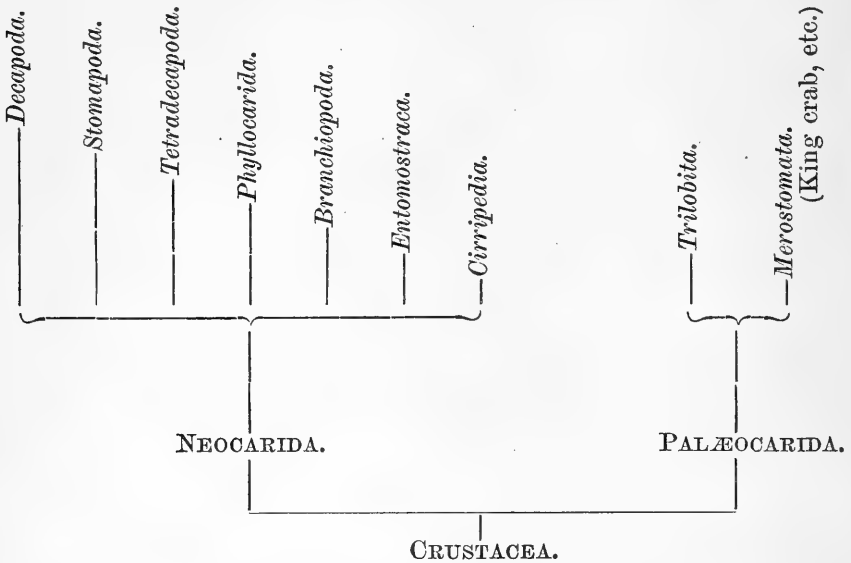 Decapoda.
Stomapoda.
Tetradecapoda.
Phyllocarida.
Branchiopoda.
Entomostraca.
Cirripedia.
Trilobita.
Merostomata.
(King crab, etc.)
NEOCARIDA.
PALÆOCARIDA.
CRUSTACEA.